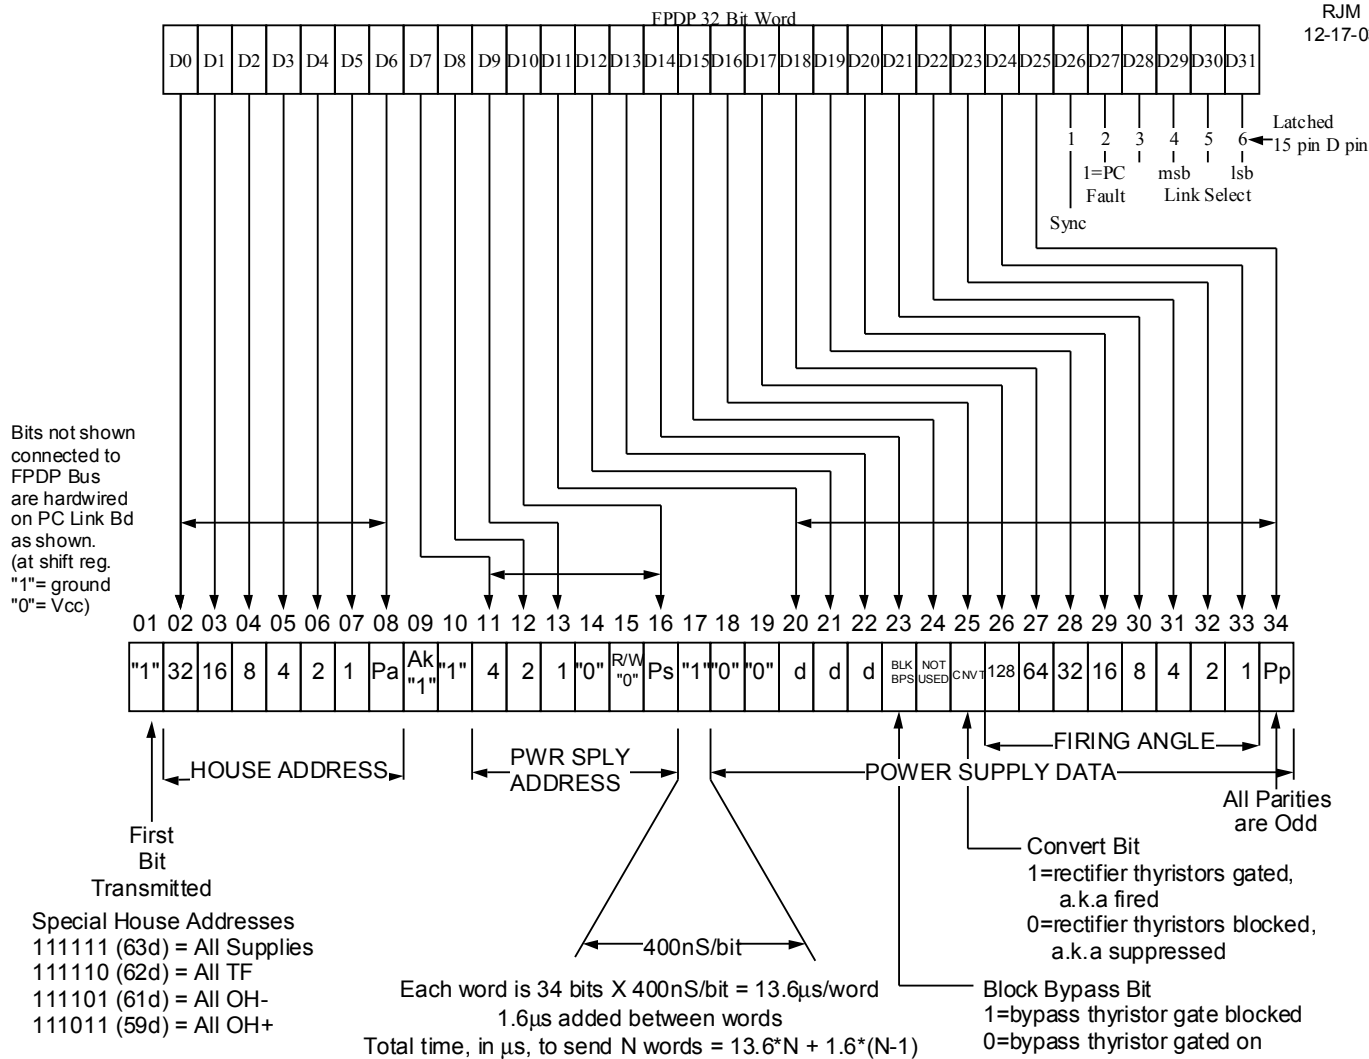 FPDP 32 Bit Word
RJM
12-17-0
D0 D1 D2 D3 D4 D5 D6 D7 D8 D9 D10 D11 D12 D13 D14 D15 D16 D17 D18 D19 D20 D21 D22 D23 D24 D25 D26 D27 D28 D29 D30 D31
1 2 3 4 5 6
Latched
15 pin D pin
1=PC
Fault
msb lsb
Link Select
Sync
Bits not shown
connected to
FPDP Bus
are hardwired
on PC Link Bd
as shown.
(at shift reg.
"1"= ground
"0"= Vcc)
01 02 03 04 05 06 07 08 09 10 11 12 13 14 15 16 17 18 19 20 21 22 23 24 25 26 27 28 29 30 31 32 33 34
"1" 32 16 8 4 2 1 Pa Ak "1" "1" 4 2 1 "0" R/W "0" Ps "1" "0" "0" d d d BLK BPS NOT USED CNVT 128 64 32 16 8 4 2 1 Pp
HOUSE ADDRESS
PWR SPLY
ADDRESS
FIRING ANGLE
POWER SUPPLY DATA
All Parities
are Odd
First
Bit
Transmitted
Special House Addresses
111111 (63d) = All Supplies
111110 (62d) = All TF
111101 (61d) = All OH-
111011 (59d) = All OH+
400nS/bit
Each word is 34 bits X 400nS/bit = 13.6µs/word
1.6µs added between words
Total time, in µs, to send N words = 13.6*N + 1.6*(N-1)
Convert Bit
1=rectifier thyristors gated,
a.k.a fired
0=rectifier thyristors blocked,
a.k.a suppressed
Block Bypass Bit
1=bypass thyristor gate blocked
0=bypass thyristor gated on